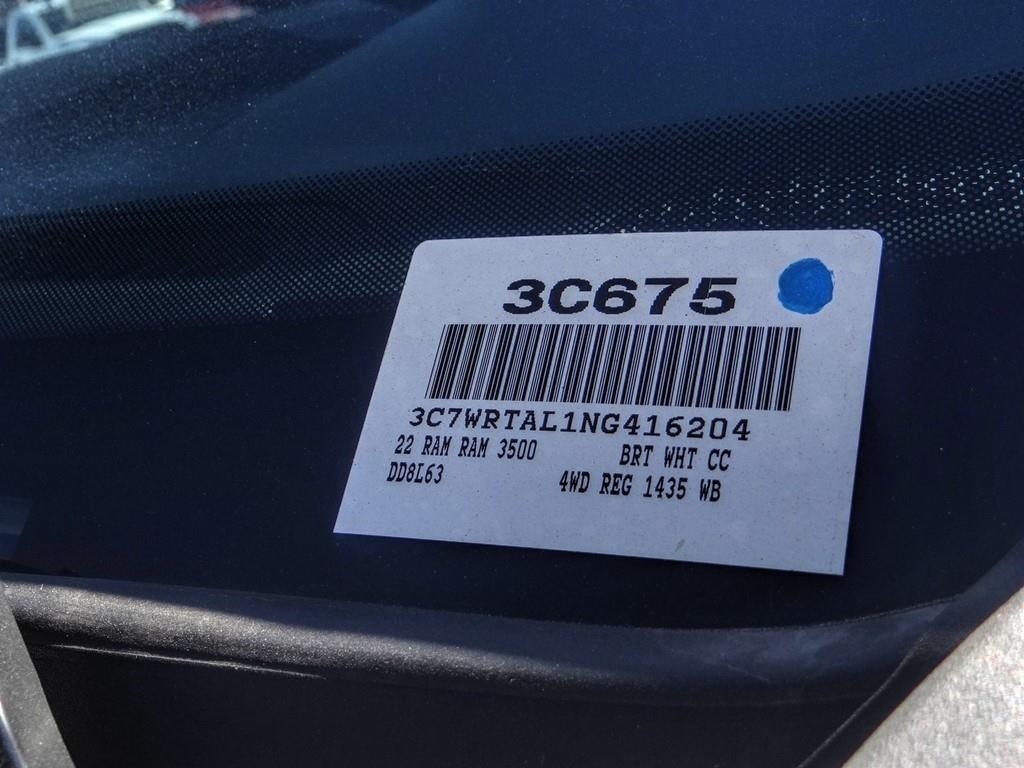 3C675
3C7WRTAL1NG416204
22 RAM RAM 3500 BRT WHT CC
DD8L63 4WD REG 1435 WB